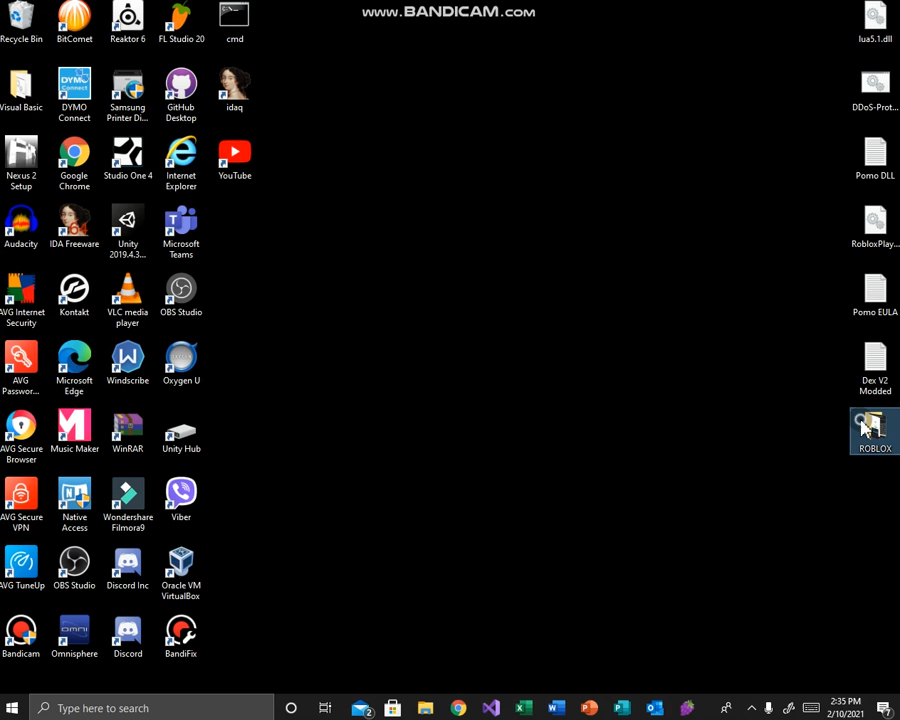 www.BANDICAM.com
Recycle Bin
BitComet
Reaktor 6
FL Studio 20
cmd
lua5.1.dll
Visual Basic
DYMO
Connect
Samsung
Printer Di...
GitHub
Desktop
idaq
DDoS-Prot...
Nexus 2
Setup
Google
Chrome
Studio One 4
Internet
Explorer
YouTube
Pomo DLL
Audacity
IDA Freeware
Unity
2019.4.3...
Microsoft
Teams
RobloxPlay...
AVG Internet
Security
Kontakt
VLC media
player
OBS Studio
Pomo EULA
AVG
Passwor...
Microsoft
Edge
Windscribe
Oxygen U
Dex V2
Modded
AVG Secure
Browser
Music Maker
WinRAR
Unity Hub
ROBLOX
AVG Secure
VPN
Native
Access
Wondershare
Filmora9
Viber
AVG TuneUp
OBS Studio
Discord Inc
Oracle VM
VirtualBox
Bandicam
Omnisphere
Discord
BandiFix
Type here to search
2:35 PM
2/10/2021